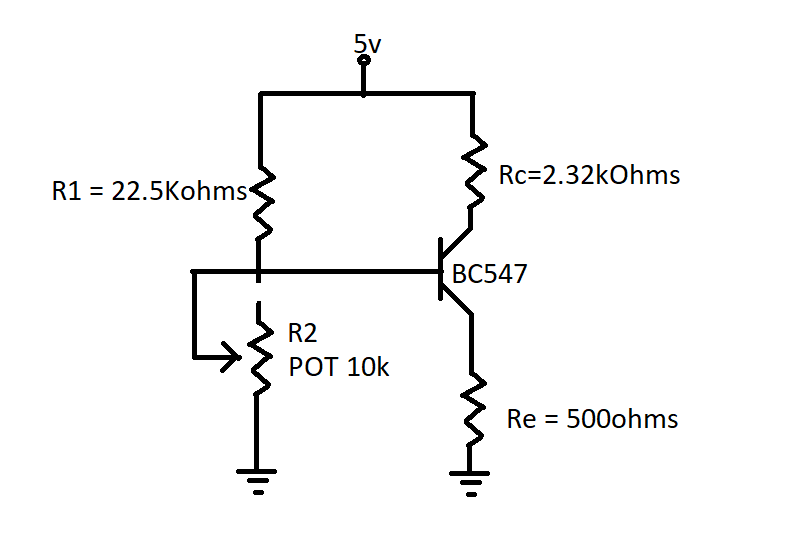 5v
R1 = 22.5Kohms
Rc=2.32kOhms
BC547
R2
POT 10k
Re = 500ohms